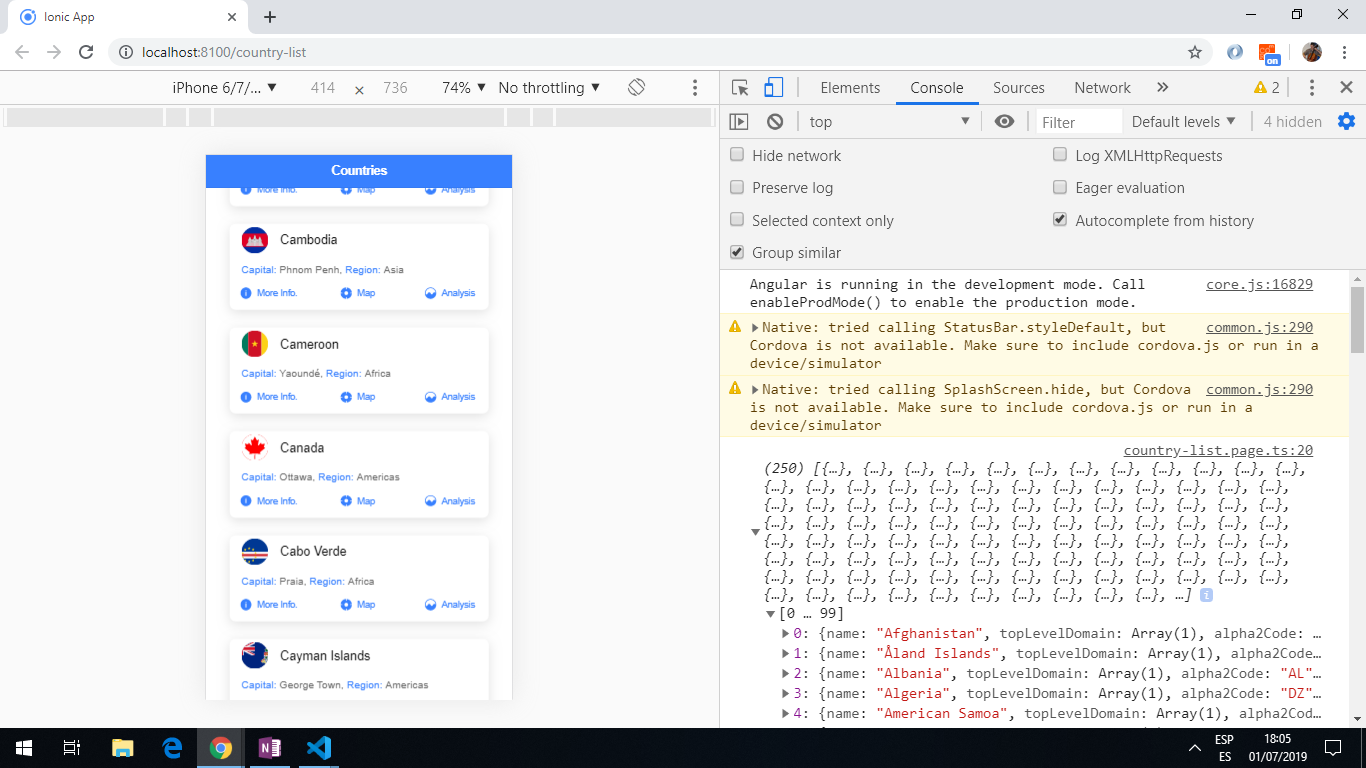 Ionic App
localhost:8100/country-list
on
iPhone 6/7/... 414 × 736 74% No throttling
Elements Console Sources Network 2
top Filter Default levels 4 hidden
Hide network Log XMLHttpRequests
Preserve log Eager evaluation
Selected context only Autocomplete from history
Group similar
Countries
More Info. Map Analysis
Cambodia
Capital: Phnom Penh, Region: Asia
More Info. Map Analysis
Cameroon
Capital: Yaoundé, Region: Africa
More Info. Map Analysis
Canada
Capital: Ottawa, Region: Americas
More Info. Map Analysis
Cabo Verde
Capital: Praia, Region: Africa
More Info. Map Analysis
Cayman Islands
Capital: George Town, Region: Americas
Angular is running in the development mode. Call core.js:16829
enableProdMode() to enable the production mode.
Native: tried calling StatusBar.styleDefault, but common.js:290
Cordova is not available. Make sure to include cordova.js or run in a
device/simulator
Native: tried calling SplashScreen.hide, but Cordova common.js:290
is not available. Make sure to include cordova.js or run in a
device/simulator
country-list.page.ts:20
(250) [{…}, {…}, {…}, {…}, {…}, {…}, {…}, {…}, {…}, {…}, {…}, {…},
{…}, {…}, {…}, {…}, {…}, {…}, {…}, {…}, {…}, {…}, {…}, {…}, {…},
{…}, {…}, {…}, {…}, {…}, {…}, {…}, {…}, {…}, {…}, {…}, {…}, {…},
{…}, {…}, {…}, {…}, {…}, {…}, {…}, {…}, {…}, {…}, {…}, {…}, {…},
{…}, {…}, {…}, {…}, {…}, {…}, {…}, {…}, {…}, {…}, {…}, {…}, {…},
{…}, {…}, {…}, {…}, {…}, {…}, {…}, {…}, {…}, {…}, {…}, {…}, {…},
{…}, {…}, {…}, {…}, {…}, {…}, {…}, {…}, {…}, {…}, {…}, {…}, {…},
{…}, {…}, {…}, {…}, {…}, {…}, {…}, {…}, {…}, {…}, …] i
[0 … 99]
0: {name: "Afghanistan", topLevelDomain: Array(1), alpha2Code: …
1: {name: "Åland Islands", topLevelDomain: Array(1), alpha2Code…
2: {name: "Albania", topLevelDomain: Array(1), alpha2Code: "AL"…
3: {name: "Algeria", topLevelDomain: Array(1), alpha2Code: "DZ"…
4: {name: "American Samoa", topLevelDomain: Array(1), alpha2Cod…
ESP 18:05
ES 01/07/2019